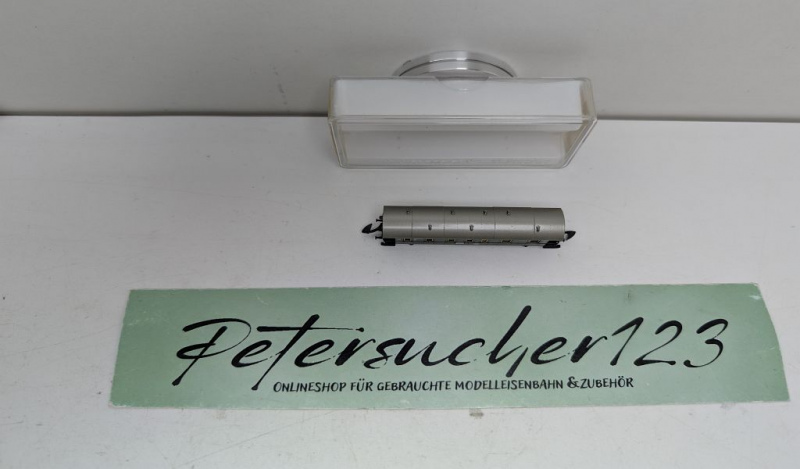 Petersucher123
ONLINESHOP FÜR GEBRAUCHTE MODELLEISENBAHN & ZUBEHÖR